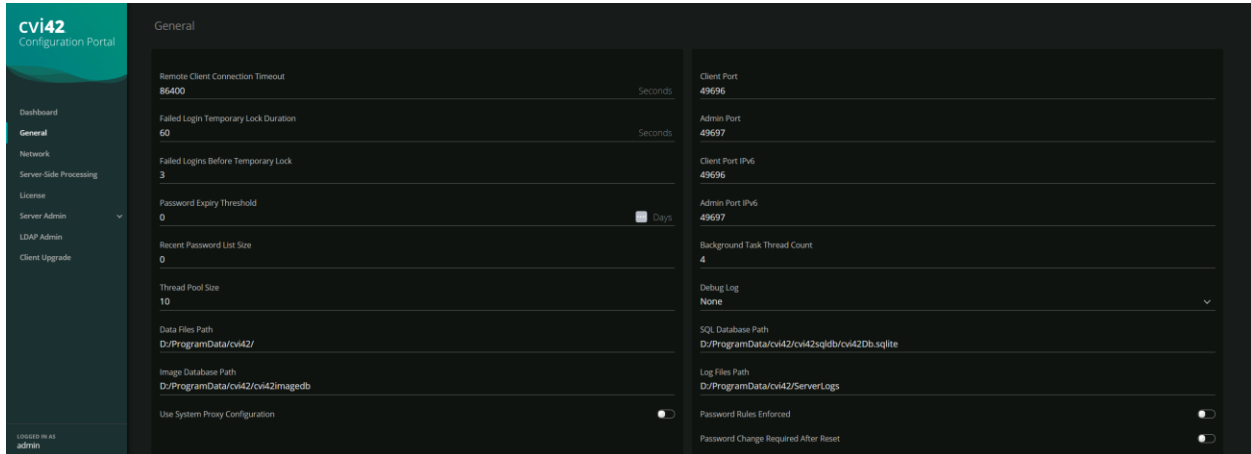 cvi42
Configuration Portal
Dashboard
General
Network
Server-Side Processing
License
Server Admin
LDAP Admin
Client Upgrade
LOGGED IN AS
admin
General
Remote Client Connection Timeout
86400 Seconds
Failed Login Temporary Lock Duration
60 Seconds
Failed Logins Before Temporary Lock
3
Password Expiry Threshold
0 Days
Recent Password List Size
0
Thread Pool Size
10
Data Files Path
D:/ProgramData/cvi42/
Image Database Path
D:/ProgramData/cvi42/cvi42imagedb
Use System Proxy Configuration
Client Port
49696
Admin Port
49697
Client Port IPv6
49696
Admin Port IPv6
49697
Background Task Thread Count
4
Debug Log
None
SQL Database Path
D:/ProgramData/cvi42/cvi42sqldb/cvi42Db.sqlite
Log Files Path
D:/ProgramData/cvi42/ServerLogs
Password Rules Enforced
Password Change Required After Reset